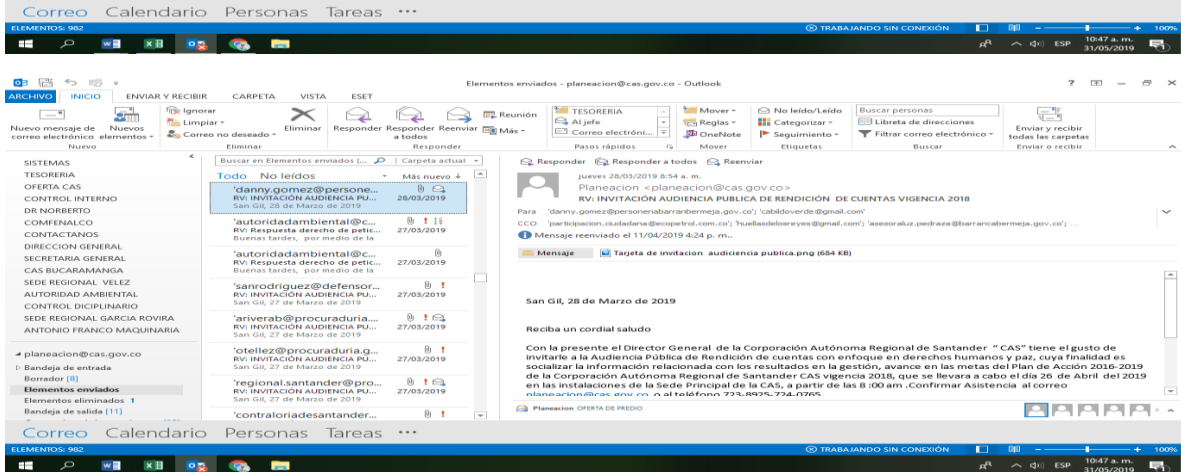 Correo Calendario Personas Tareas ···
ELEMENTOS: 982 TRABAJANDO SIN CONEXIÓN 100%
ESP 10:47 a. m.
31/05/2019
Elementos enviados - planeacion@cas.gov.co - Outlook
ARCHIVO INICIO ENVIAR Y RECIBIR CARPETA VISTA ESET
Nuevo mensaje de correo electrónico
Nuevos elementos
Nuevo
Ignorar
Limpiar
Correo no deseado
Eliminar
Eliminar
Responder
Responder a todos
Reenviar
Reunión
Más
Responder
TESORERIA
Al jefe
Correo electróni...
Pasos rápidos
Mover
Reglas
OneNote
Mover
No leído/Leído
Categorizar
Seguimiento
Etiquetas
Buscar personas
Libreta de direcciones
Filtrar correo electrónico
Buscar
Enviar y recibir todas las carpetas
Enviar o recibir
SISTEMAS
TESORERIA
OFERTA CAS
CONTROL INTERNO
DR NORBERTO
COMFENALCO
CONTACTANOS
DIRECCION GENERAL
SECRETARIA GENERAL
CAS BUCARAMANGA
SEDE REGIONAL VELEZ
AUTORIDAD AMBIENTAL
CONTROL DICIPLINARIO
SEDE REGIONAL GARCIA ROVIRA
ANTONIO FRANCO MAQUINARIA
planeacion@cas.gov.co
Bandeja de entrada
Borrador [8]
Elementos enviados
Elementos eliminados 1
Bandeja de salida [11]
Buscar en Elementos enviados (... Carpeta actual
Todo No leídos Más nuevo ↓
'danny.gomez@persone...
RV: INVITACIÓN AUDIENCIA PU... 28/03/2019
San Gil, 28 de Marzo de 2019
'autoridadambiental@c...
RV: Respuesta derecho de petic... 27/03/2019
Buenas tardes, por medio de la
'autoridadambiental@c...
RV: Respuesta derecho de petic... 27/03/2019
Buenas tardes, por medio de la
'sanrodriguez@defensor...
RV: INVITACIÓN AUDIENCIA PU... 27/03/2019
San Gil, 27 de Marzo de 2019
'ariverab@procuraduria....
RV: INVITACIÓN AUDIENCIA PU... 27/03/2019
San Gil, 27 de Marzo de 2019
'otellez@procuraduria.g...
RV: INVITACIÓN AUDIENCIA PU... 27/03/2019
San Gil, 27 de Marzo de 2019
'regional.santander@pro...
RV: INVITACIÓN AUDIENCIA PU... 27/03/2019
San Gil, 27 de Marzo de 2019
'contraloriadesantander...
Responder Responder a todos Reenviar
jueves 28/03/2019 8:54 a. m.
Planeacion <planeacion@cas.gov.co>
RV: INVITACIÓN AUDIENCIA PUBLICA DE RENDICIÓN DE CUENTAS VIGENCIA 2018
Para 'danny.gomez@personeriabarranbermeja.gov.co'; 'cabildoverde@gmail.com'
CCO 'participacion.ciudadana@ecopetrol.com.co'; 'huellasdelosreyes@gmail.com'; 'asesoraluz.pedraza@barrancabermeja.gov.co'; ...
Mensaje reenviado el 11/04/2019 4:24 p. m..
Mensaje Tarjeta de invitacion audiciencia publica.png (684 KB)
San Gil, 28 de Marzo de 2019
Reciba un cordial saludo
Con la presente el Director General de la Corporación Autónoma Regional de Santander " CAS" tiene el gusto de
invitarle a la Audiencia Pública de Rendición de cuentas con enfoque en derechos humanos y paz, cuya finalidad es
socializar la información relacionada con los resultados en la gestión, avance en las metas del Plan de Acción 2016-2019
de la Corporación Autónoma Regional de Santander CAS vigencia 2018, que se llevara a cabo el día 26 de Abril del 2019
en las instalaciones de la Sede Principal de la CAS, a partir de las 8 :00 am .Confirmar Asistencia al correo
planeacion@cas.gov.co o al teléfono 723-8925-724-0765
Planeacion OFERTA DE PREDIO
Correo Calendario Personas Tareas ···
ELEMENTOS: 982 TRABAJANDO SIN CONEXIÓN 100%
ESP 10:47 a. m.
31/05/2019